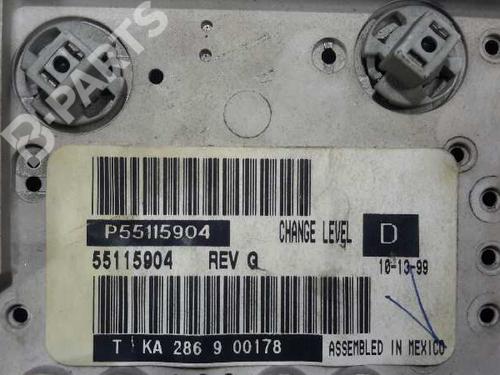 B-PARTS
P55115904 CHANGE LEVEL D
55115904 REV Q 10-13-99
T KA 286 9 00178 ASSEMBLED IN MEXICO